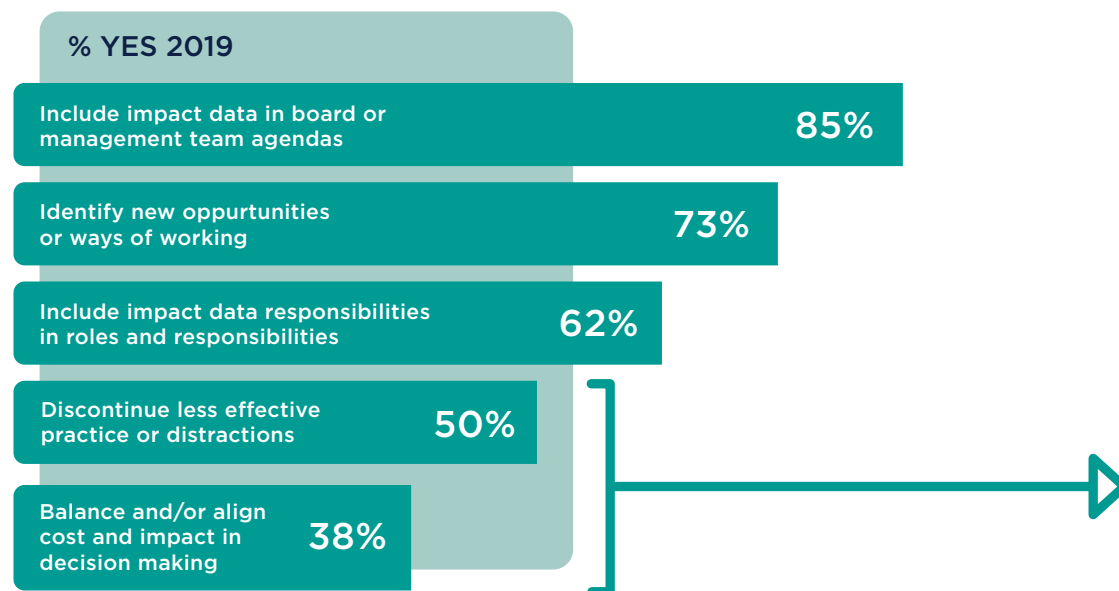 % YES 2019
Include impact data in board or
management team agendas
85%
Identify new oppurtunities
or ways of working
73%
Include impact data responsibilities
in roles and responsibilities
62%
Discontinue less effective
practice or distractions
50%
Balance and/or align
cost and impact in
decision making
38%